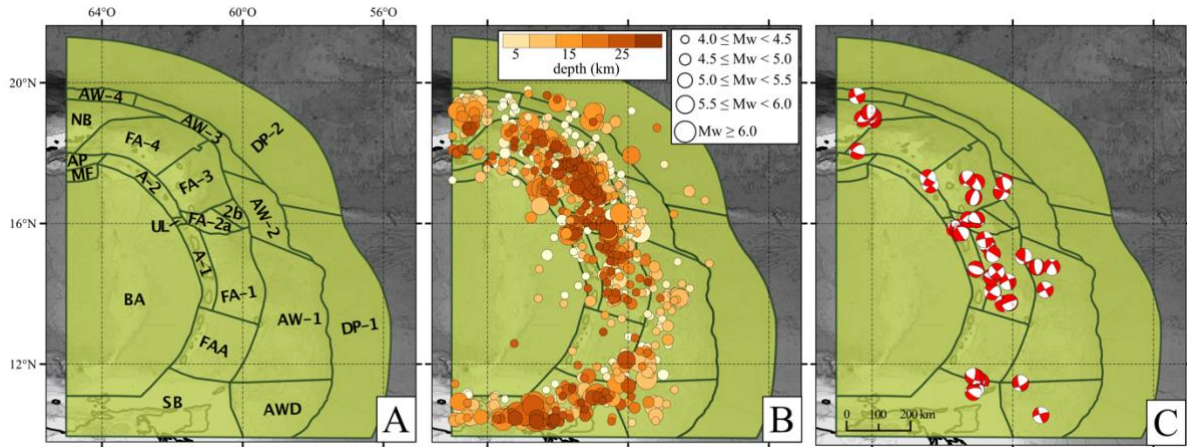 64°O 60°O 56°O
20°N
16°N
12°N
AW-4
NB
AW-3
DP-2
FA-4
AP
MF
A-2
FA-3
2b
FA-2a
AW-2
UL
A-1
BA
FA-1
AW-1
DP-1
FAA
SB
AWD
A
5 15 25
depth (km)
4.0 ≤ Mw < 4.5
4.5 ≤ Mw < 5.0
5.0 ≤ Mw < 5.5
5.5 ≤ Mw < 6.0
Mw ≥ 6.0
B
0 100 200 km
C